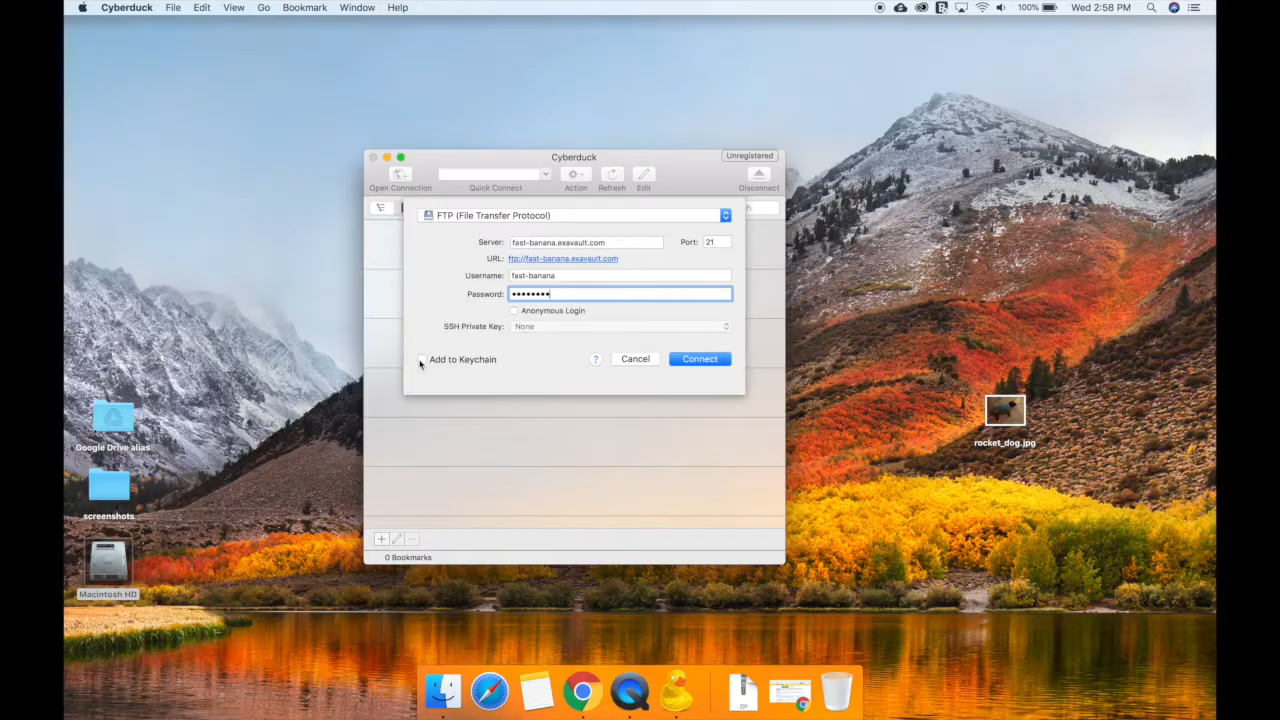 Cyberduck File Edit View Go Bookmark Window Help 100% Wed 2:58 PM
Cyberduck Unregistered
Open Connection Quick Connect Action Refresh Edit Disconnect
FTP (File Transfer Protocol)
Server: fast-banana.exavault.com Port: 21
URL: ftp://fast-banana.exavault.com
Username: fast-banana
Password: ••••••••
Anonymous Login
SSH Private Key: None
Add to Keychain ? Cancel Connect
Google Drive alias
rocket_dog.jpg
screenshots
0 Bookmarks
Macintosh HD
ZIP